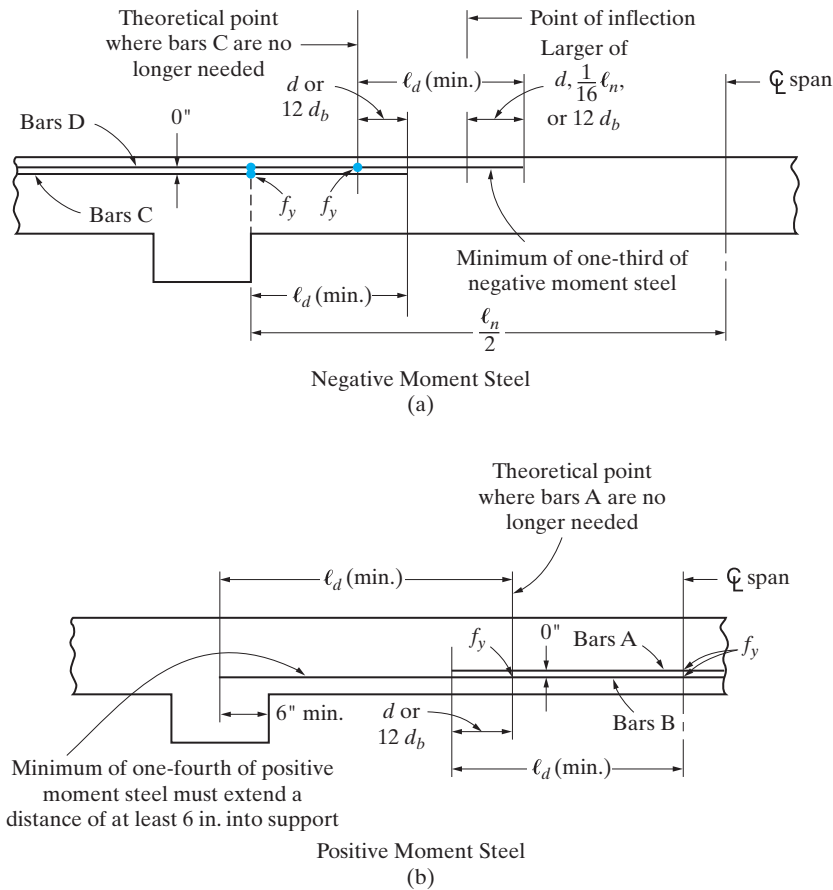 Theoretical point
where bars C are no
longer needed
Point of inflection
Larger of
d, 1/16 ℓn,
or 12 db
ℓd (min.)
d or
12 db
℄ span
0"
Bars D
Bars C
fy
fy
Minimum of one-third of
negative moment steel
ℓd (min.)
ℓn/2
Negative Moment Steel
(a)
Theoretical point
where bars A are no
longer needed
ℓd (min.)
℄ span
fy
0"
Bars A
fy
6" min.
d or
12 db
Bars B
ℓd (min.)
Minimum of one-fourth of positive
moment steel must extend a
distance of at least 6 in. into support
Positive Moment Steel
(b)